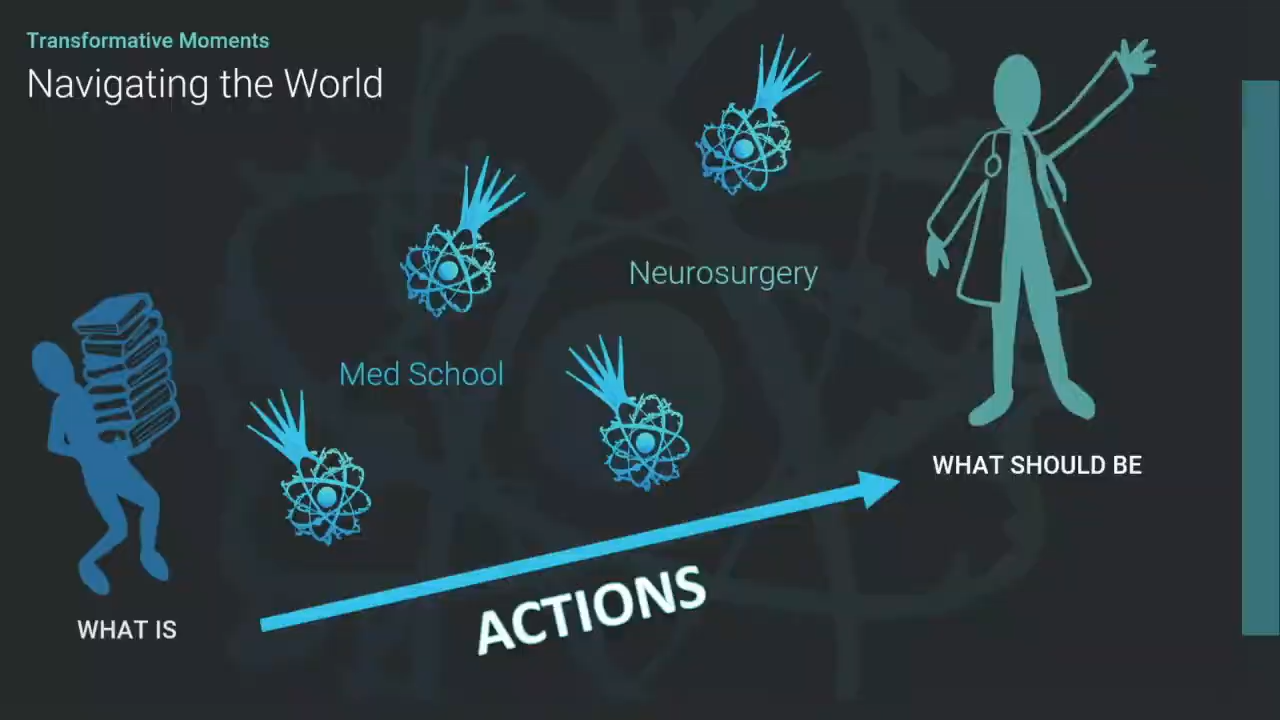 Transformative Moments
Navigating the World
Neurosurgery
Med School
WHAT SHOULD BE
ACTIONS
WHAT IS